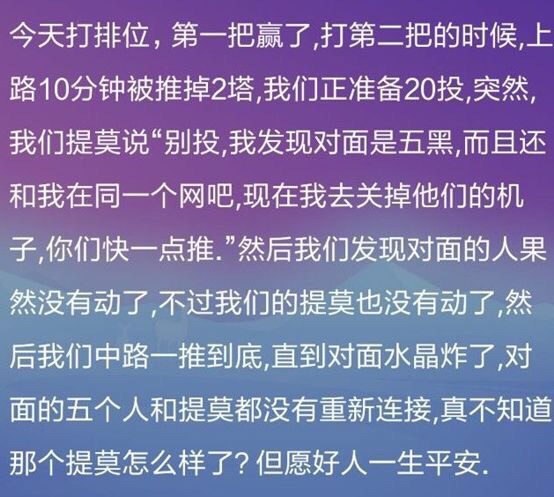 今天打排位，第一把赢了,打第二把的时候,上
路10分钟被推掉2塔,我们正准备20投,突然,
我们提莫说“别投,我发现对面是五黑,而且还
和我在同一个网吧,现在我去关掉他们的机
子,你们快一点推.”然后我们发现对面的人果
然没有动了,不过我们的提莫也没有动了,然
后我们中路一推到底,直到对面水晶炸了,对
面的五个人和提莫都没有重新连接,真不知道
那个提莫怎么样了? 但愿好人一生平安.